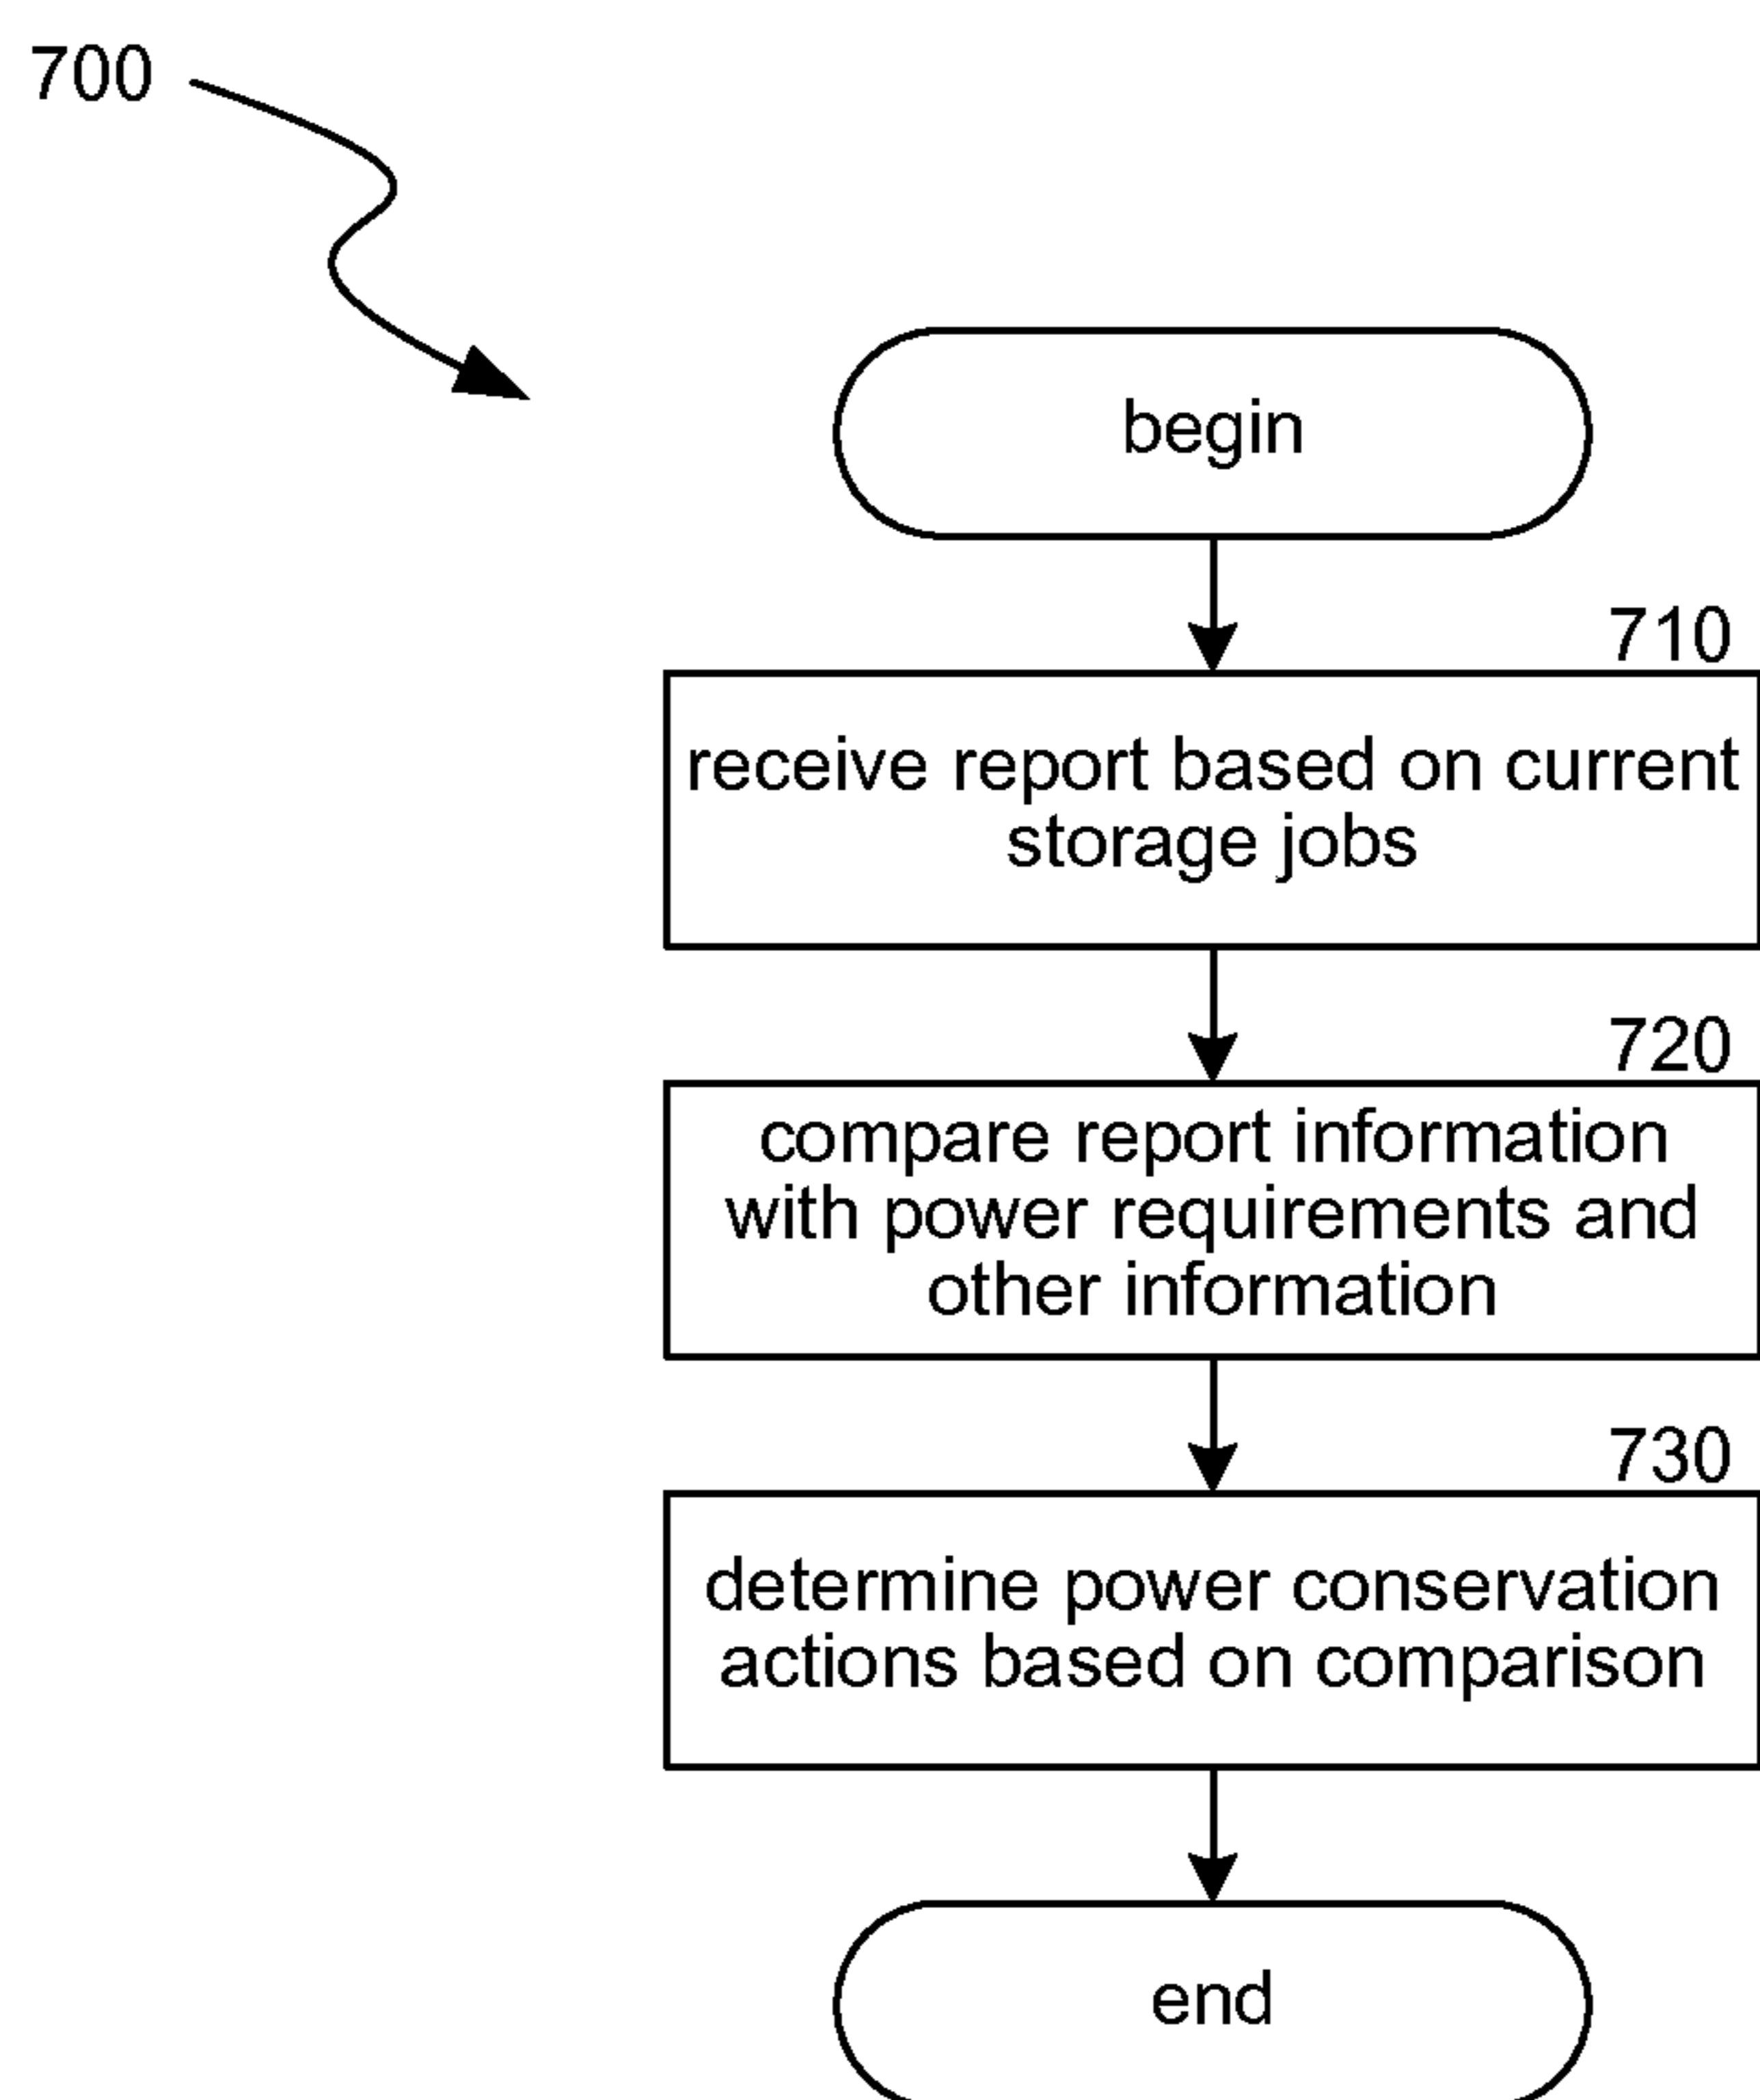 700
begin
710
receive report based on current
storage jobs
720
compare report information
with power requirements and
other information
730
determine power conservation
actions based on comparison
end